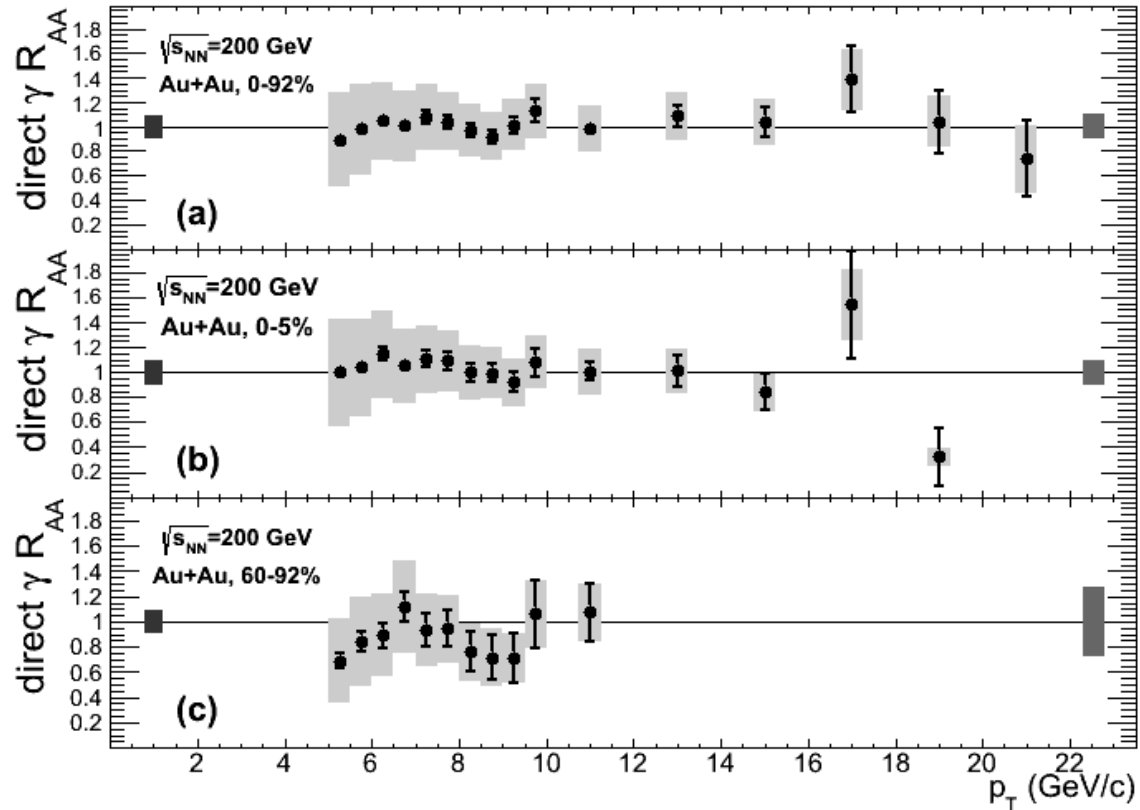 direct γ R_AA
1.8
1.6
1.4
1.2
1
0.8
0.6
0.4
0.2
√s_NN=200 GeV
Au+Au, 0-92%
(a)
direct γ R_AA
1.8
1.6
1.4
1.2
1
0.8
0.6
0.4
0.2
√s_NN=200 GeV
Au+Au, 0-5%
(b)
direct γ R_AA
1.8
1.6
1.4
1.2
1
0.8
0.6
0.4
0.2
√s_NN=200 GeV
Au+Au, 60-92%
(c)
2 4 6 8 10 12 14 16 18 20 22
p_T (GeV/c)